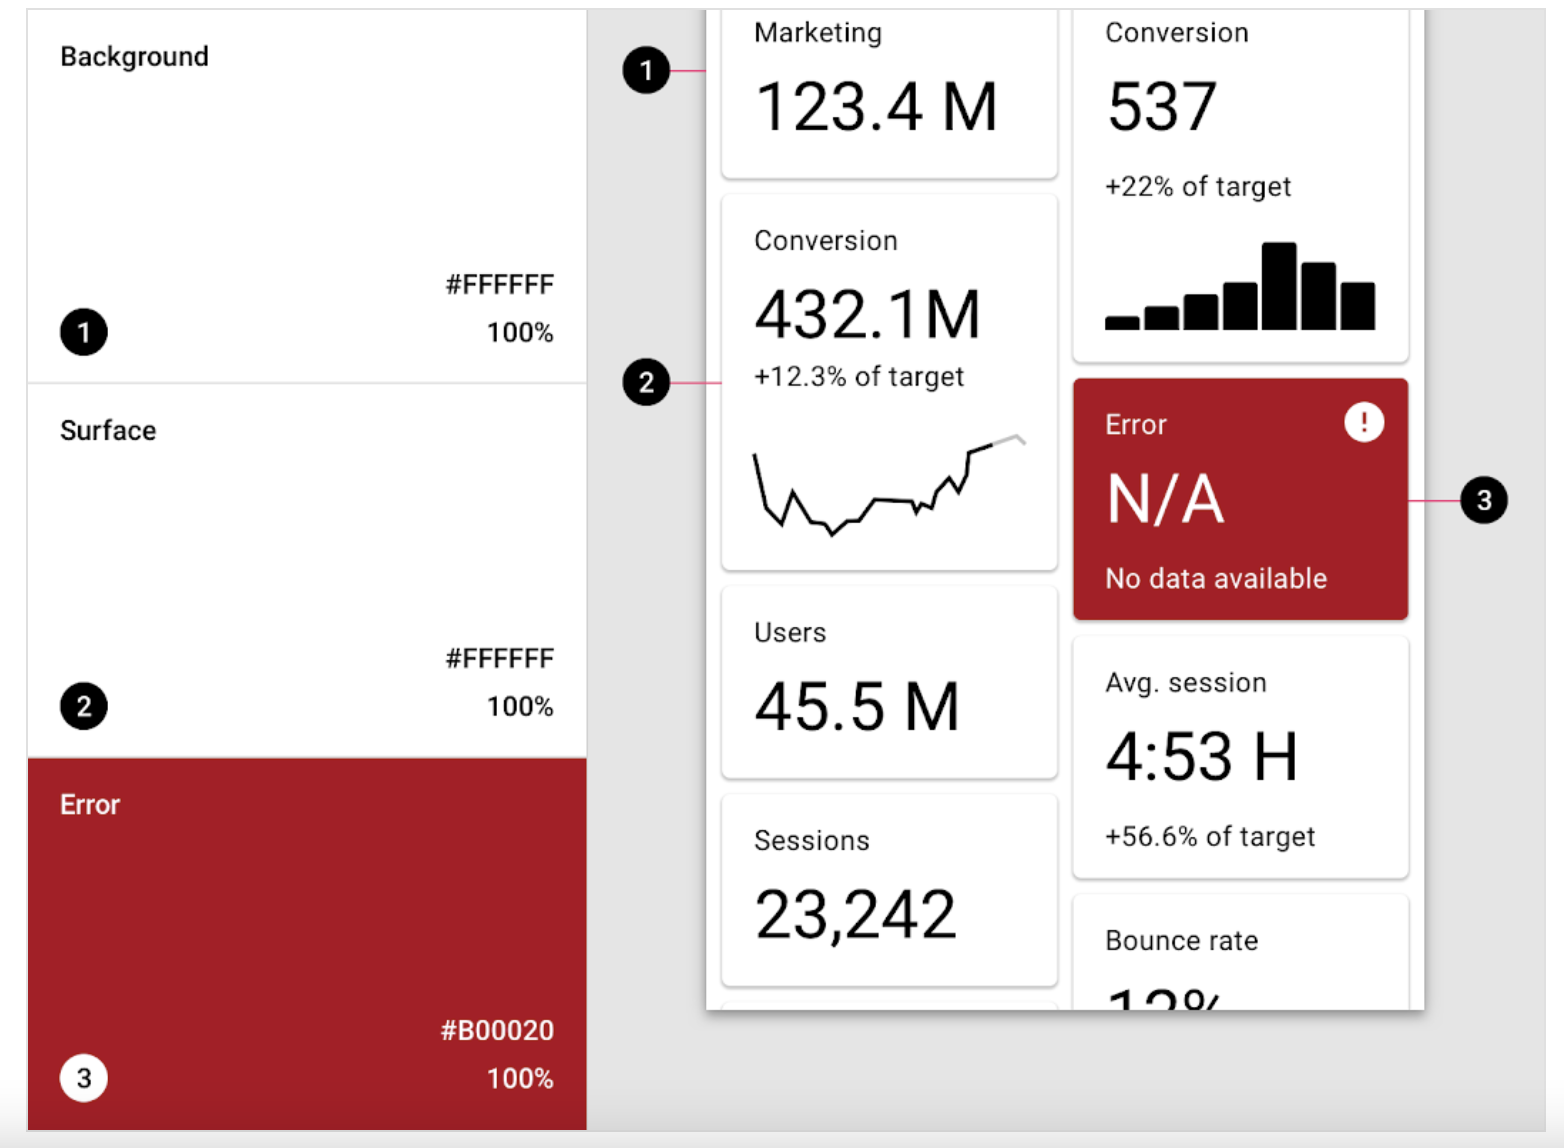 Background
#FFFFFF
1
100%
Surface
#FFFFFF
2
100%
Error
#B00020
3
100%
1
Marketing
123.4 M
2
Conversion
432.1M
+12.3% of target
Users
45.5 M
Sessions
23,242
Conversion
537
+22% of target
Error
!
N/A
3
No data available
Avg. session
4:53 H
+56.6% of target
Bounce rate
12%